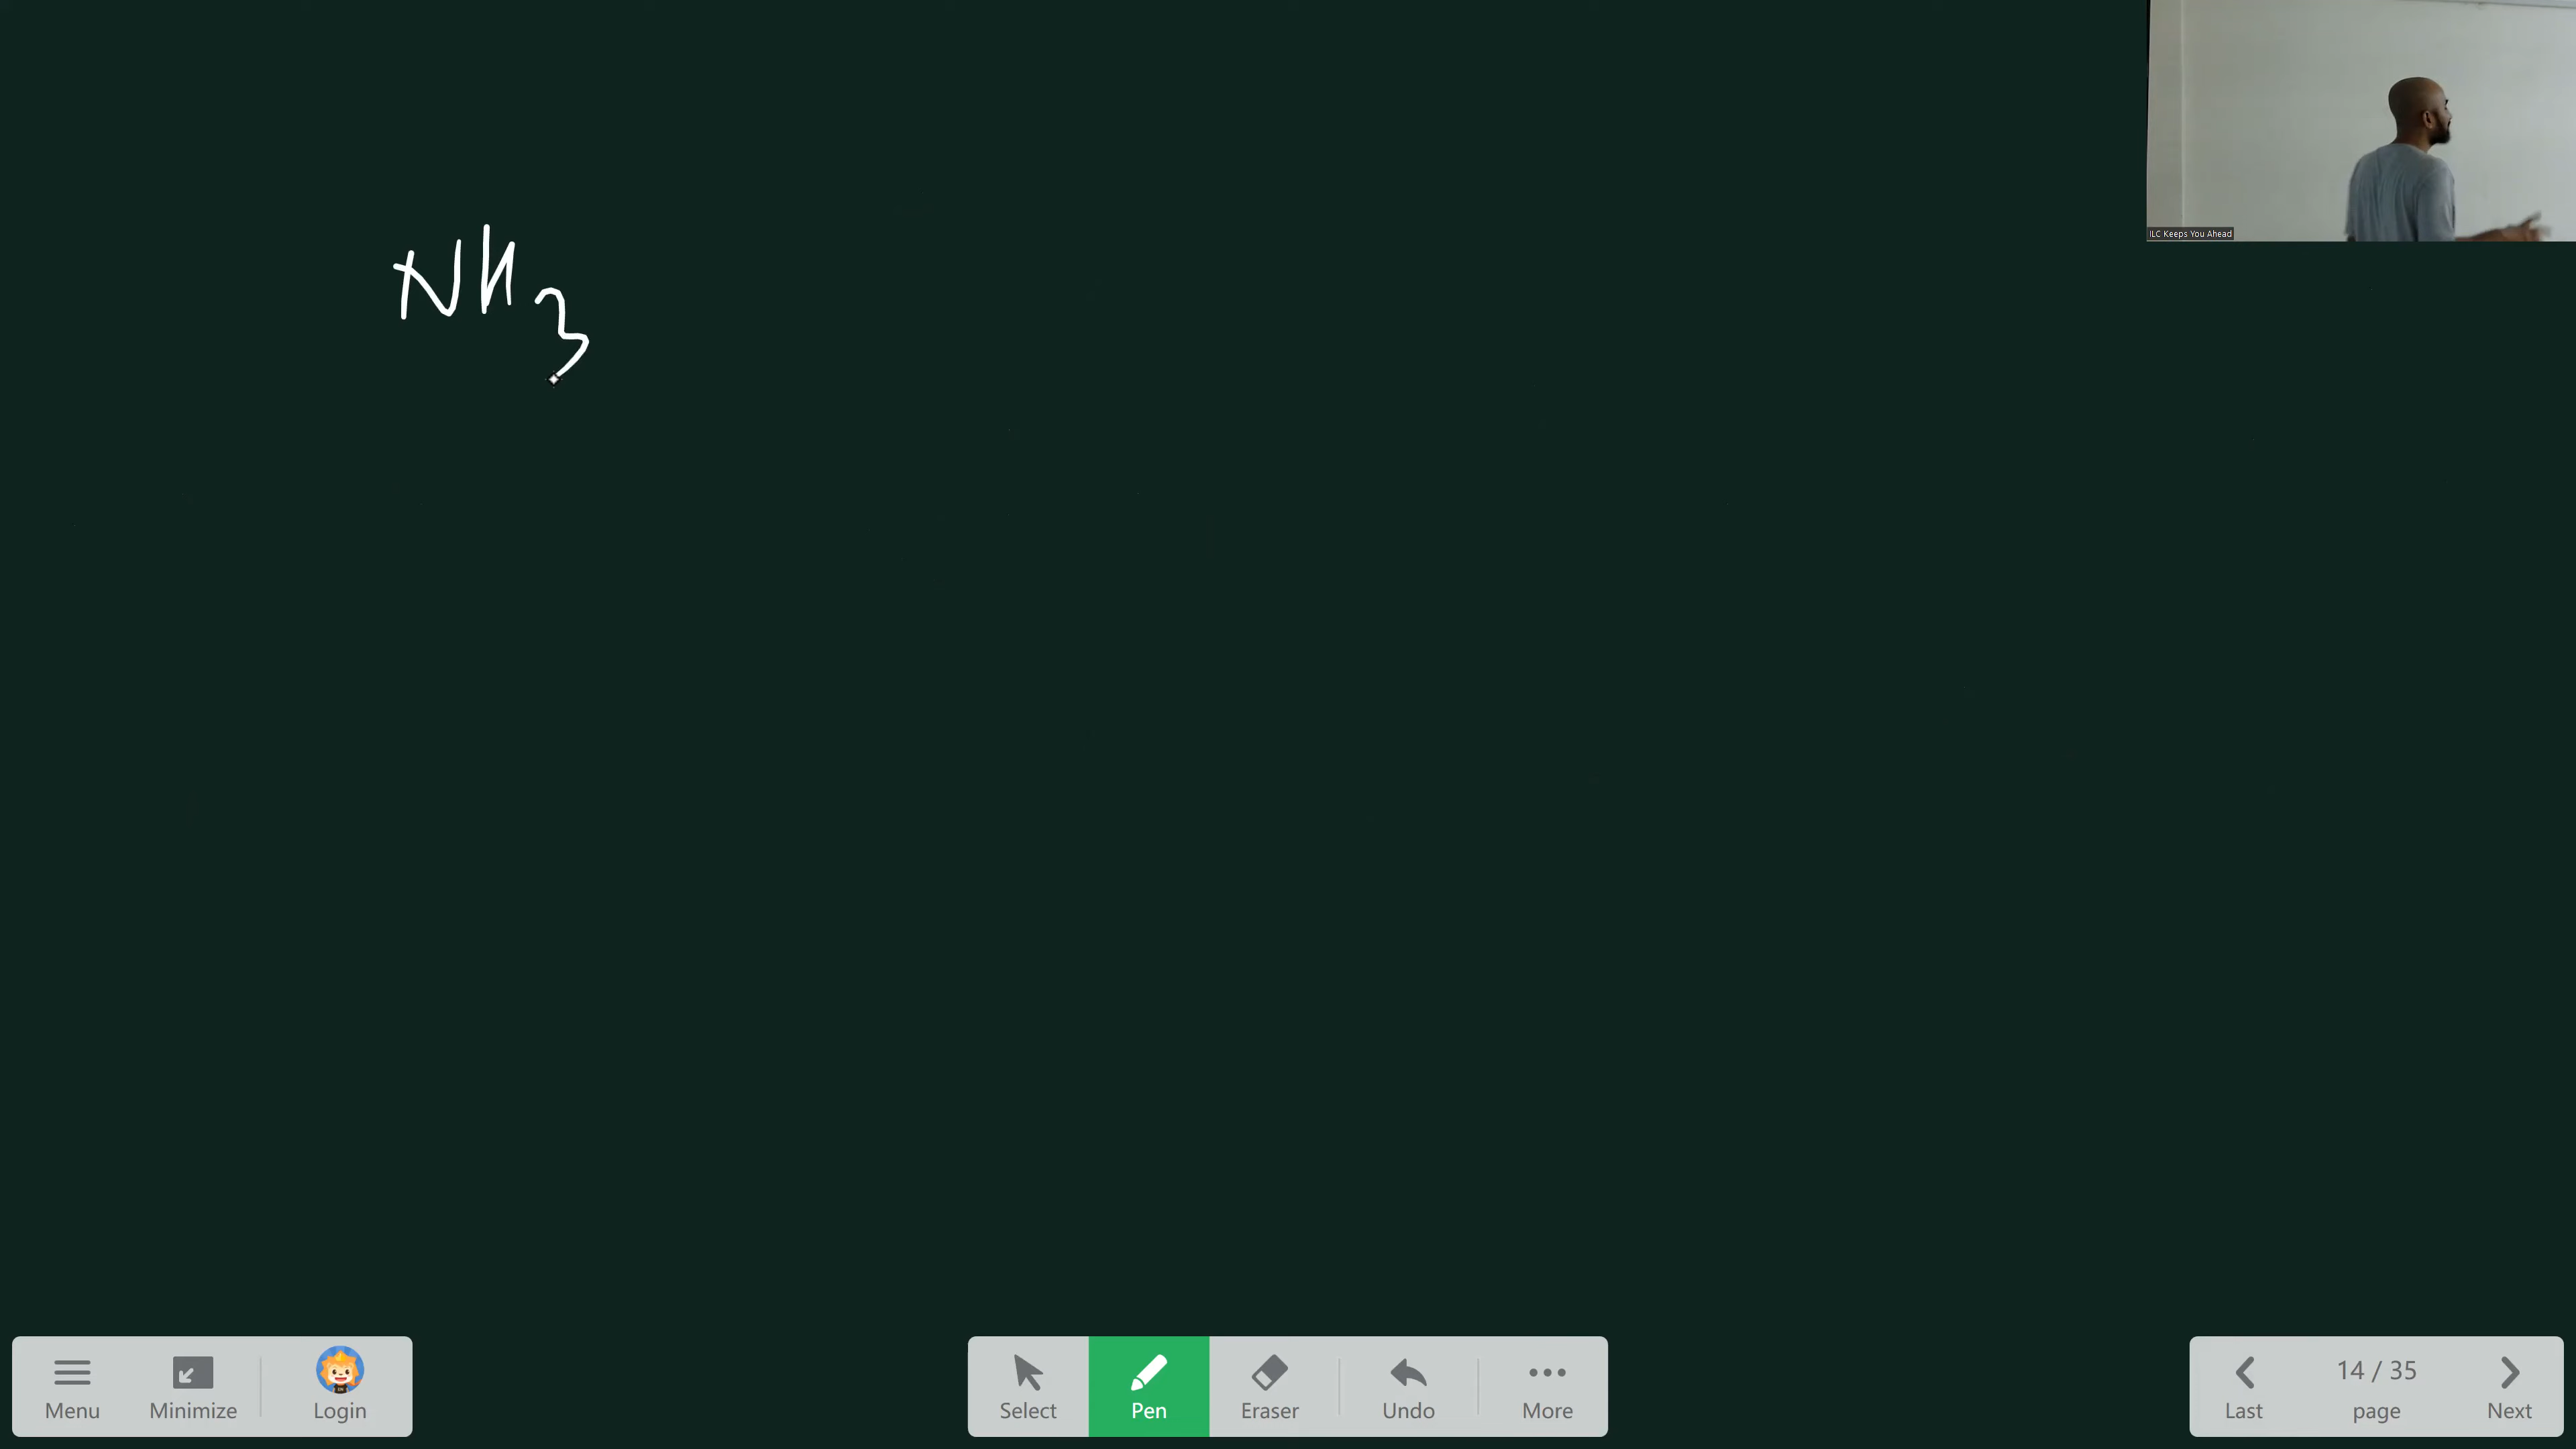 NH3
ILC Keeps You Ahead
Menu
Minimize
Login
Select
Pen
Eraser
Undo
More
Last
14 / 35
page
Next